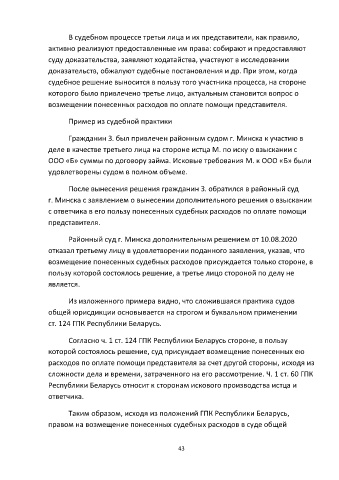 В судебном процессе третьи лица и их представители, как правило,
активно реализуют предоставленные им права: собирают и предоставляют
суду доказательства, заявляют ходатайства, участвуют в исследовании
доказательств, обжалуют судебные постановления и др. При этом, когда
судебное решение выносится в пользу того участника процесса, на стороне
которого было привлечено третье лицо, актуальным становится вопрос о
возмещении понесенных расходов по оплате помощи представителя.
Пример из судебной практики
Гражданин З. был привлечен районным судом г. Минска к участию в
деле в качестве третьего лица на стороне истца М. по иску о взыскании с
ООО «Б» суммы по договору займа. Исковые требования М. к ООО «Б» были
удовлетворены судом в полном объеме.
После вынесения решения гражданин З. обратился в районный суд
г. Минска с заявлением о вынесении дополнительного решения о взыскании
с ответчика в его пользу понесенных судебных расходов по оплате помощи
представителя.
Районный суд г. Минска дополнительным решением от 10.08.2020
отказал третьему лицу в удовлетворении поданного заявления, указав, что
возмещение понесенных судебных расходов присуждается только стороне, в
пользу которой состоялось решение, а третье лицо стороной по делу не
является.
Из изложенного примера видно, что сложившаяся практика судов
общей юрисдикции основывается на строгом и буквальном применении
ст. 124 ГПК Республики Беларусь.
Согласно ч. 1 ст. 124 ГПК Республики Беларусь стороне, в пользу
которой состоялось решение, суд присуждает возмещение понесенных ею
расходов по оплате помощи представителя за счет другой стороны, исходя из
сложности дела и времени, затраченного на его рассмотрение. Ч. 1 ст. 60 ГПК
Республики Беларусь относит к сторонам искового производства истца и
ответчика.
Таким образом, исходя из положений ГПК Республики Беларусь,
правом на возмещение понесенных судебных расходов в суде общей
43